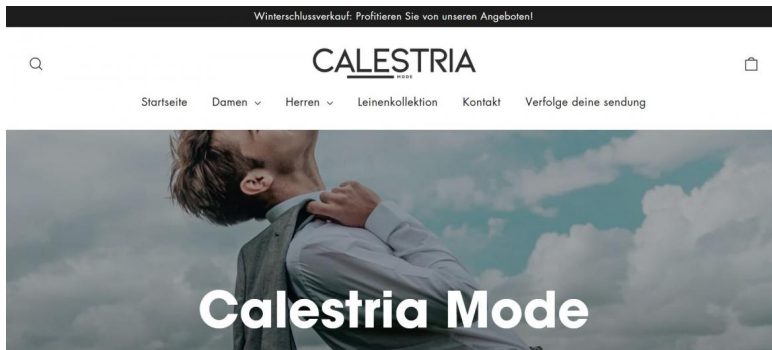 Winterschlussverkauf: Profitieren Sie von unseren Angeboten!
CALESTRIA
MODE
Startseite Damen Herren Leinenkollektion Kontakt Verfolge deine sendung
Calestria Mode